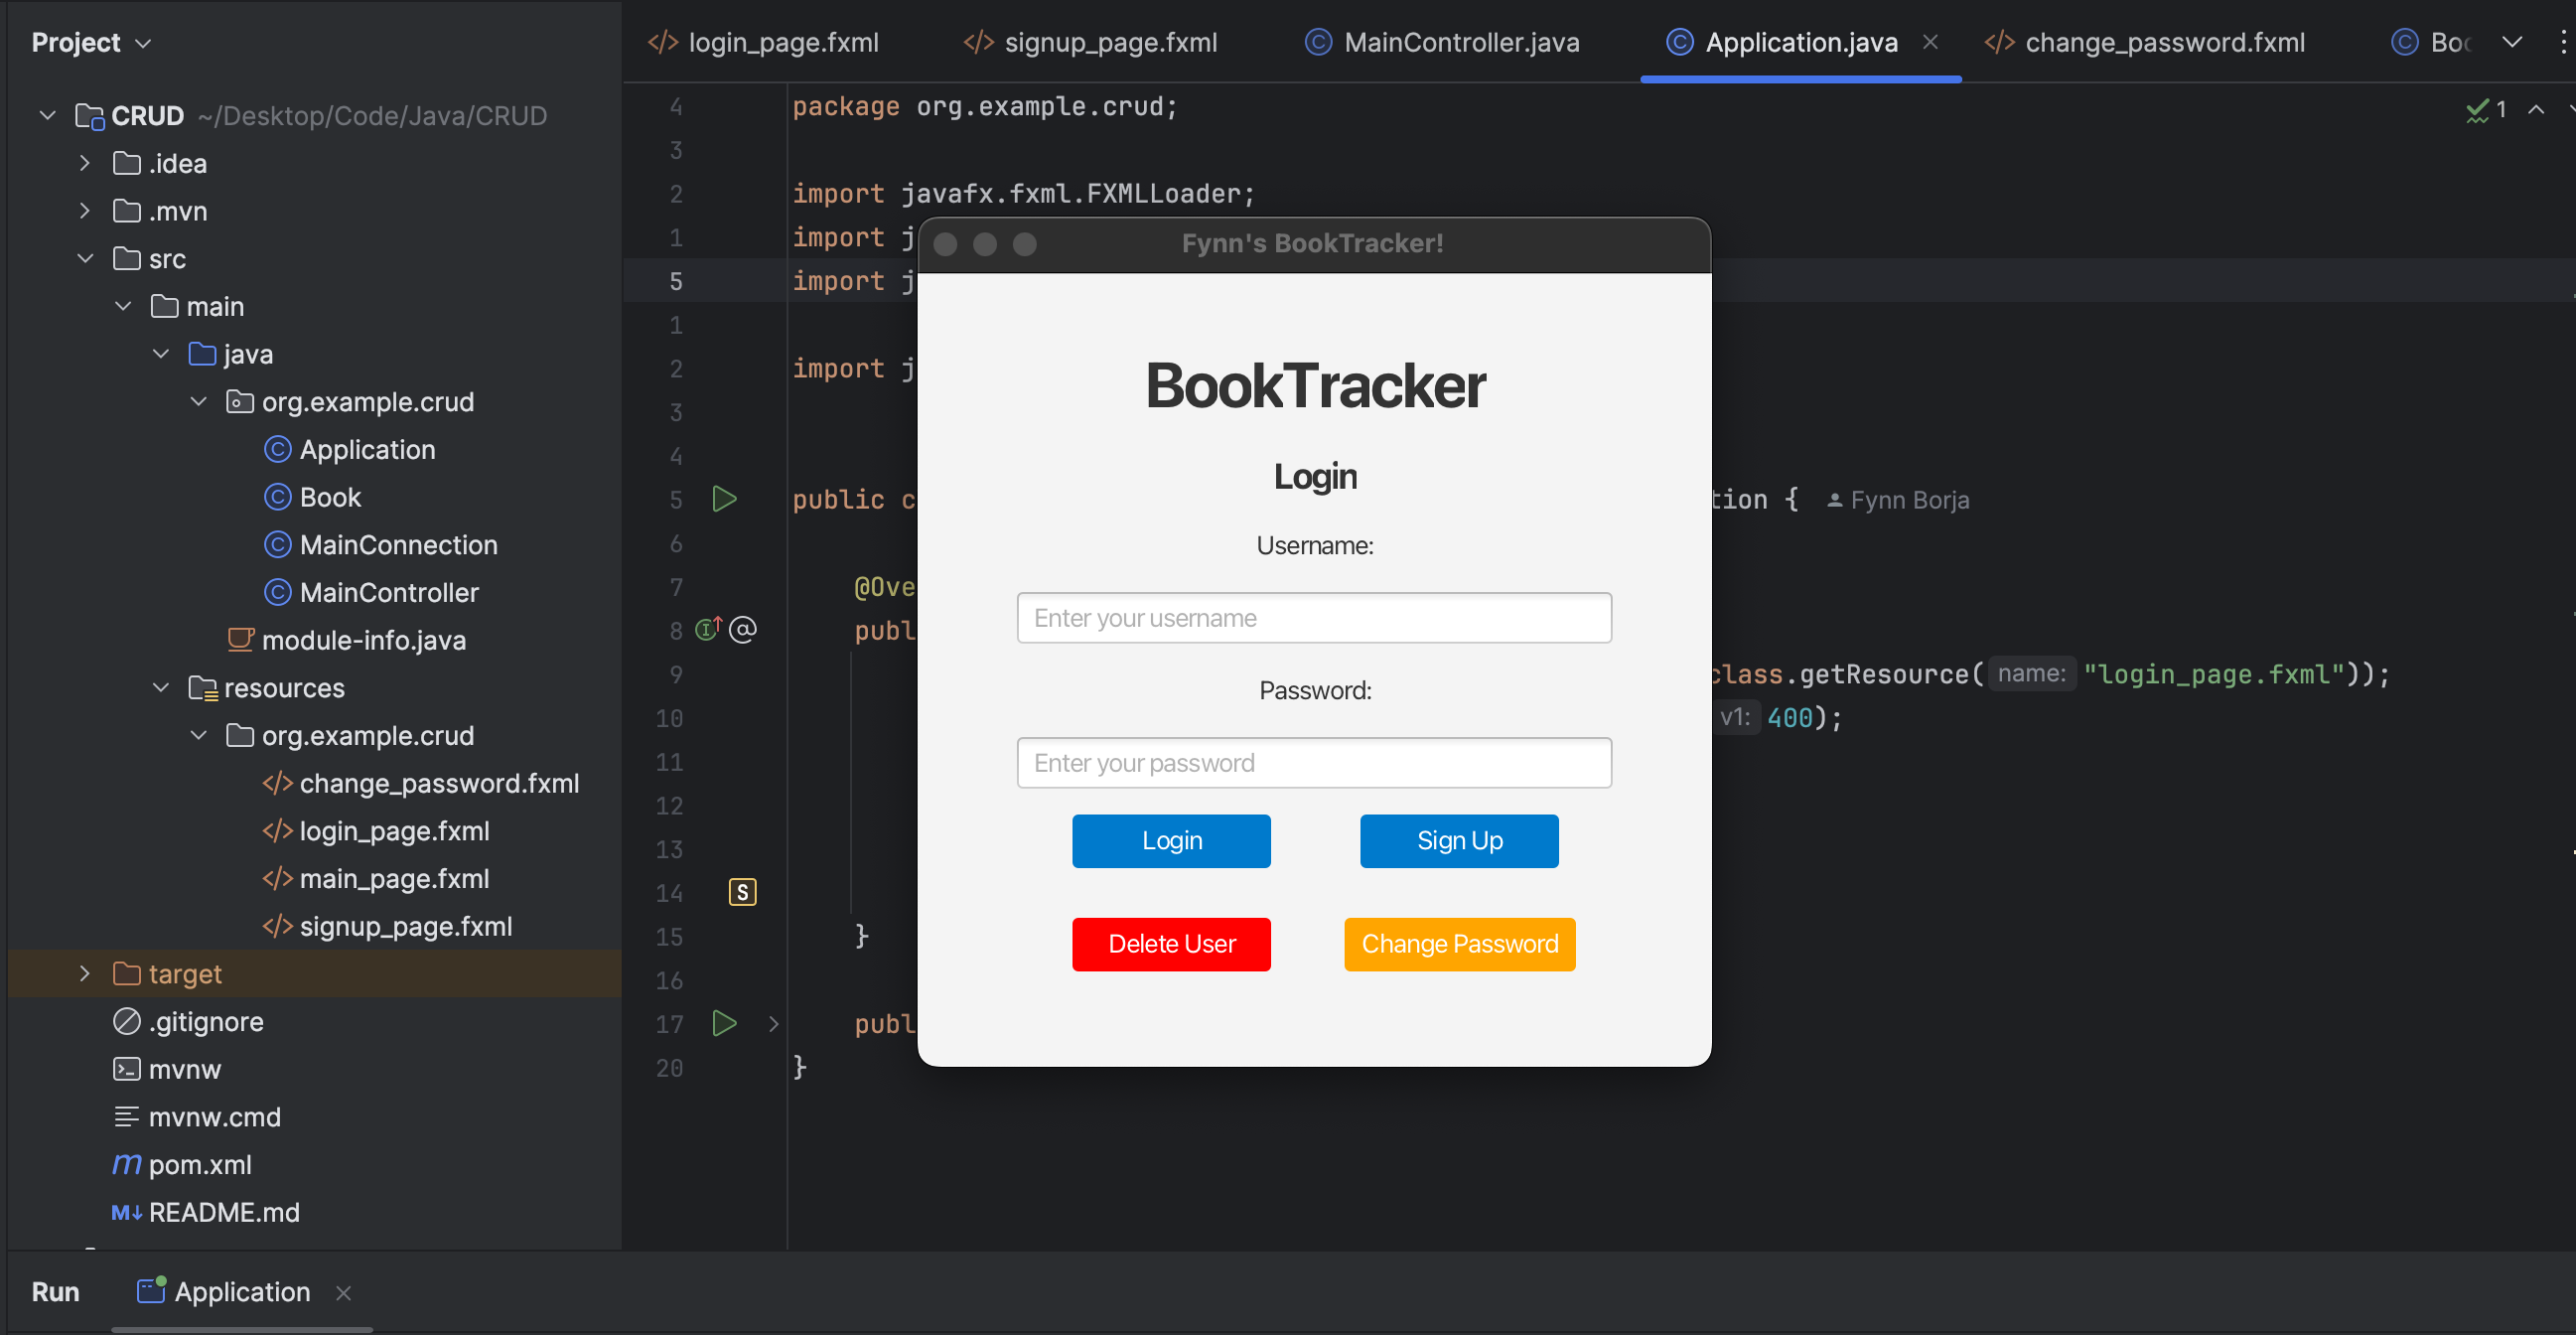 Project
CRUD ~/Desktop/Code/Java/CRUD
.idea
.mvn
src
main
java
org.example.crud
Application
Book
MainConnection
MainController
module-info.java
resources
org.example.crud
change_password.fxml
login_page.fxml
main_page.fxml
signup_page.fxml
target
.gitignore
mvnw
mvnw.cmd
pom.xml
README.md
login_page.fxml signup_page.fxml MainController.java Application.java change_password.fxml
1
4 package org.example.crud;
3
2 import javafx.fxml.FXMLLoader;
1 import j
5 import j
1
2 import j
3
4
5 public c tion { Fynn Borja
6
7 @Ove
8 publ
9 class.getResource( name: "login_page.fxml"));
10 v1: 400);
11
12
13
14 S
15 }
16
17 publ
20 }
Fynn's BookTracker!
BookTracker
Login
Username:
Enter your username
Password:
Enter your password
Login Sign Up
Delete User Change Password
Run Application